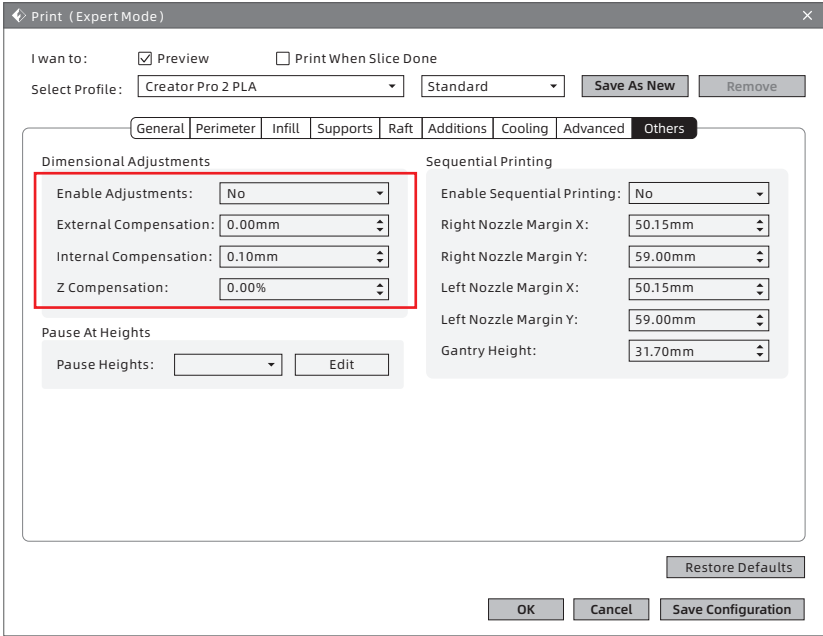 Print (Expert Mode)
I wan to: Preview Print When Slice Done
Select Profile: Creator Pro 2 PLA Standard Save As New Remove
General Perimeter Infill Supports Raft Additions Cooling Advanced Others
Dimensional Adjustments
Enable Adjustments: No
External Compensation: 0.00mm
Internal Compensation: 0.10mm
Z Compensation: 0.00%
Pause At Heights
Pause Heights: Edit
Sequential Printing
Enable Sequential Printing: No
Right Nozzle Margin X: 50.15mm
Right Nozzle Margin Y: 59.00mm
Left Nozzle Margin X: 50.15mm
Left Nozzle Margin Y: 59.00mm
Gantry Height: 31.70mm
Restore Defaults
OK Cancel Save Configuration